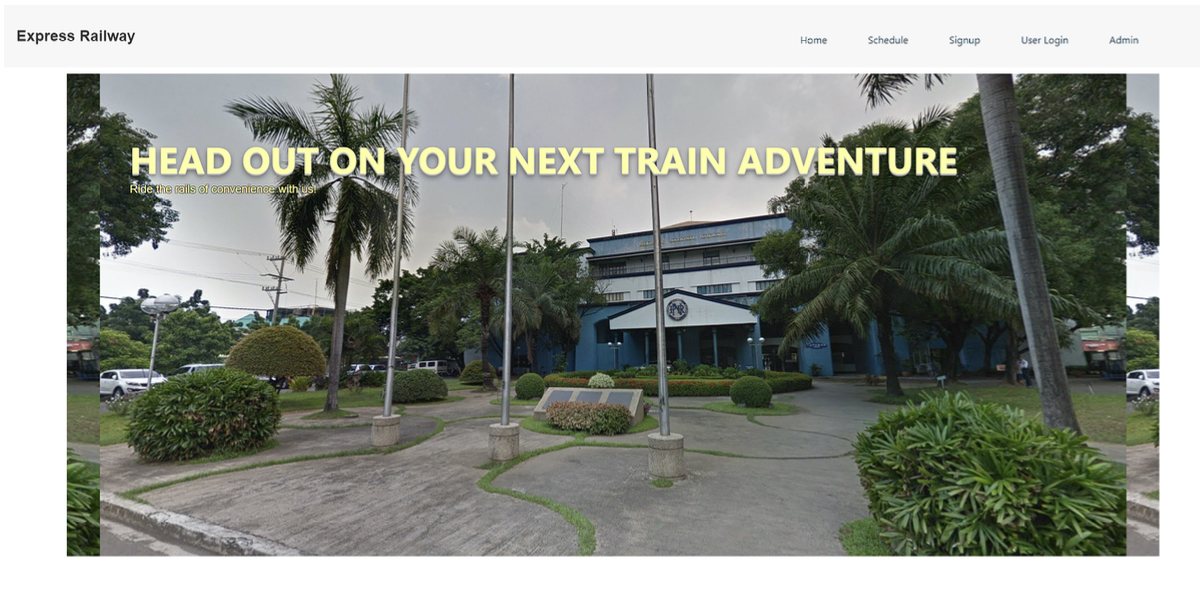 Express Railway
Home Schedule Signup User Login Admin
HEAD OUT ON YOUR NEXT TRAIN ADVENTURE
Ride the rails of convenience with us!